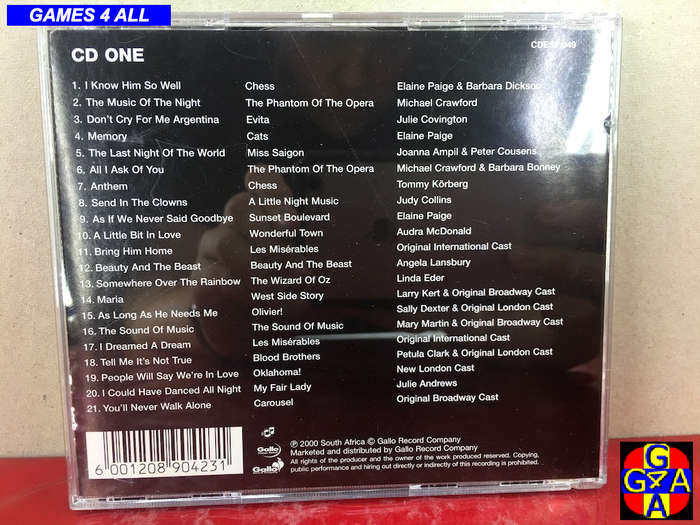 GAMES 4 ALL
CD ONE
1. I Know Him So Well Chess Elaine Paige & Barbara Dickson
2. The Music Of The Night The Phantom Of The Opera Michael Crawford
3. Don't Cry For Me Argentina Evita Julie Covington
4. Memory Cats Elaine Paige
5. The Last Night Of The World Miss Saigon Joanna Ampil & Peter Cousens
6. All I Ask Of You The Phantom Of The Opera Michael Crawford & Barbara Bonney
7. Anthem Chess Tommy Körberg
8. Send In The Clowns A Little Night Music Judy Collins
9. As If We Never Said Goodbye Sunset Boulevard Elaine Paige
10. A Little Bit In Love Wonderful Town Audra McDonald
11. Bring Him Home Les Misérables Original International Cast
12. Beauty And The Beast Beauty And The Beast Angela Lansbury
13. Somewhere Over The Rainbow The Wizard Of Oz Linda Eder
14. Maria West Side Story Larry Kert & Original Broadway Cast
15. As Long As He Needs Me Olivier! Sally Dexter & Original London Cast
16. The Sound Of Music The Sound Of Music Mary Martin & Original Broadway Cast
17. I Dreamed A Dream Les Misérables Original International Cast
18. Tell Me It's Not True Blood Brothers Petula Clark & Original London Cast
19. People Will Say We're In Love Oklahoma! New London Cast
20. I Could Have Danced All Night My Fair Lady Julie Andrews
21. You'll Never Walk Alone Carousel Original Broadway Cast
6 001208 904231
Gallo
Gallo
℗ 2000 South Africa © Gallo Record Company
Marketed and distributed by Gallo Record Company
All rights of the producer and the owner of the work produced reserved. Copying,
public performance and hiring out directly or indirectly of this recording is prohibited.
G
G4A
A